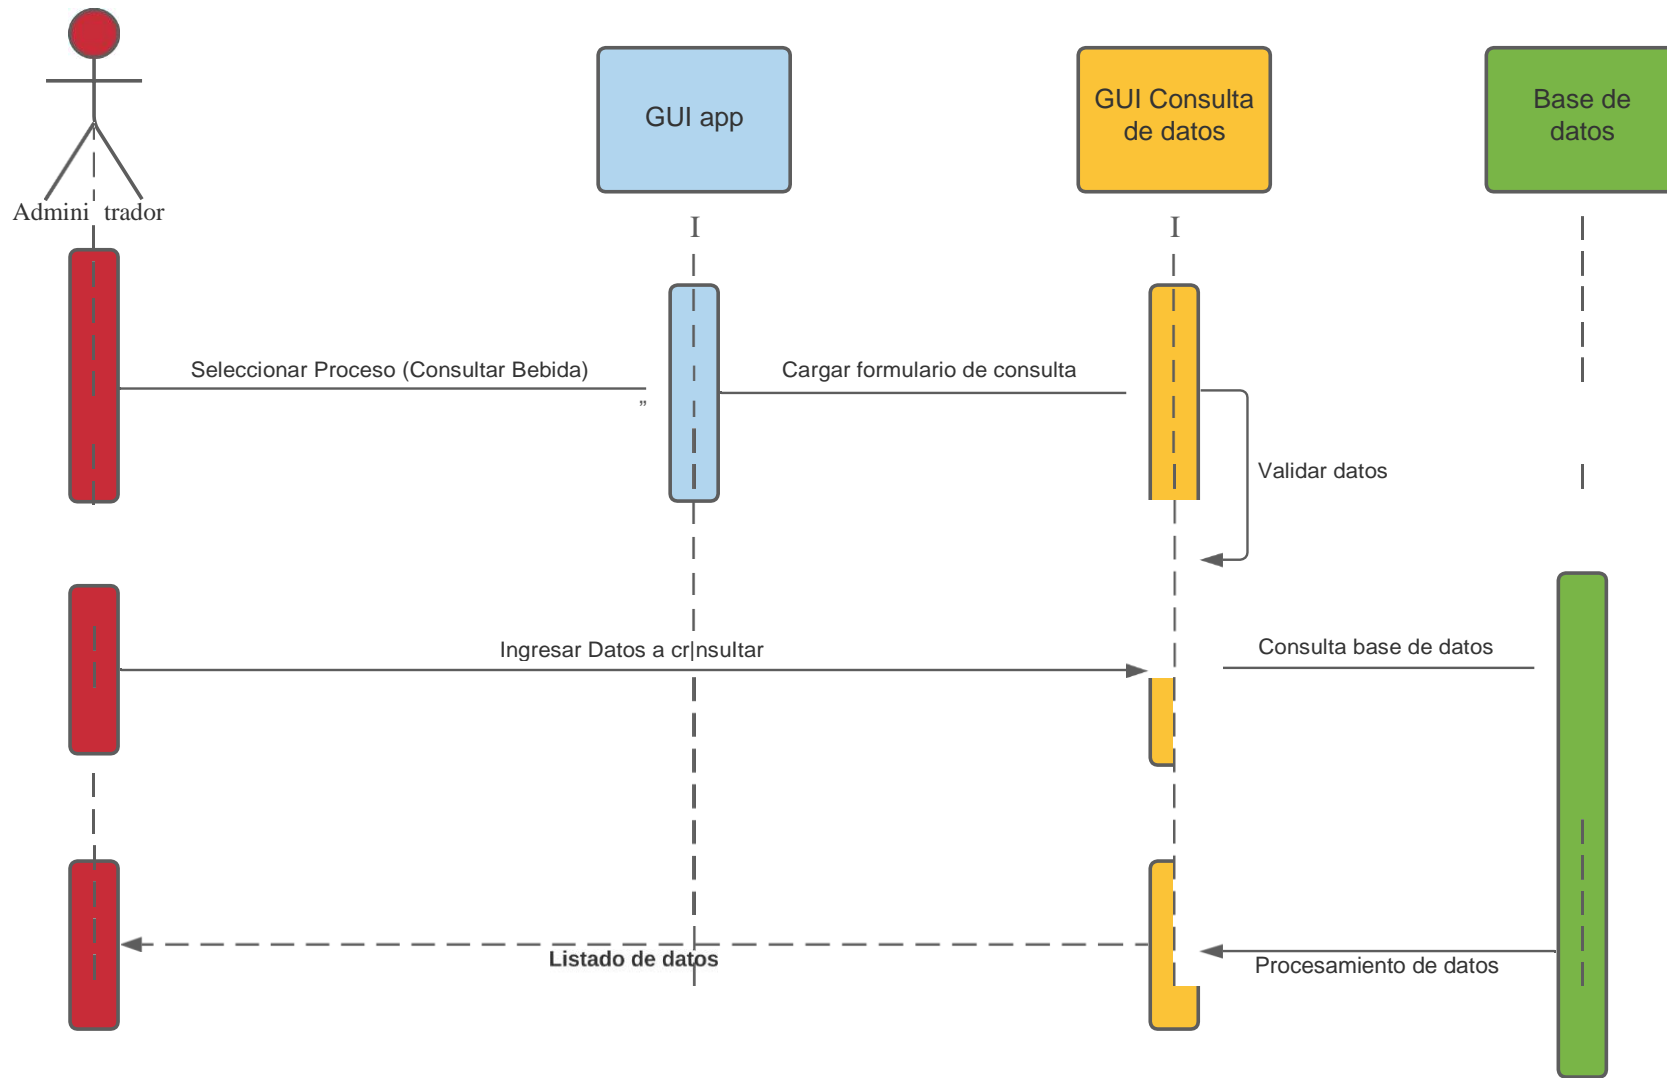 GUI app
GUI Consulta
de datos
Base de
datos
Admini trador
I
I
Seleccionar Proceso (Consultar Bebida)
”
Cargar formulario de consulta
Validar datos
Ingresar Datos a cr|nsultar
Consulta base de datos
Listado de datos
Procesamiento de datos